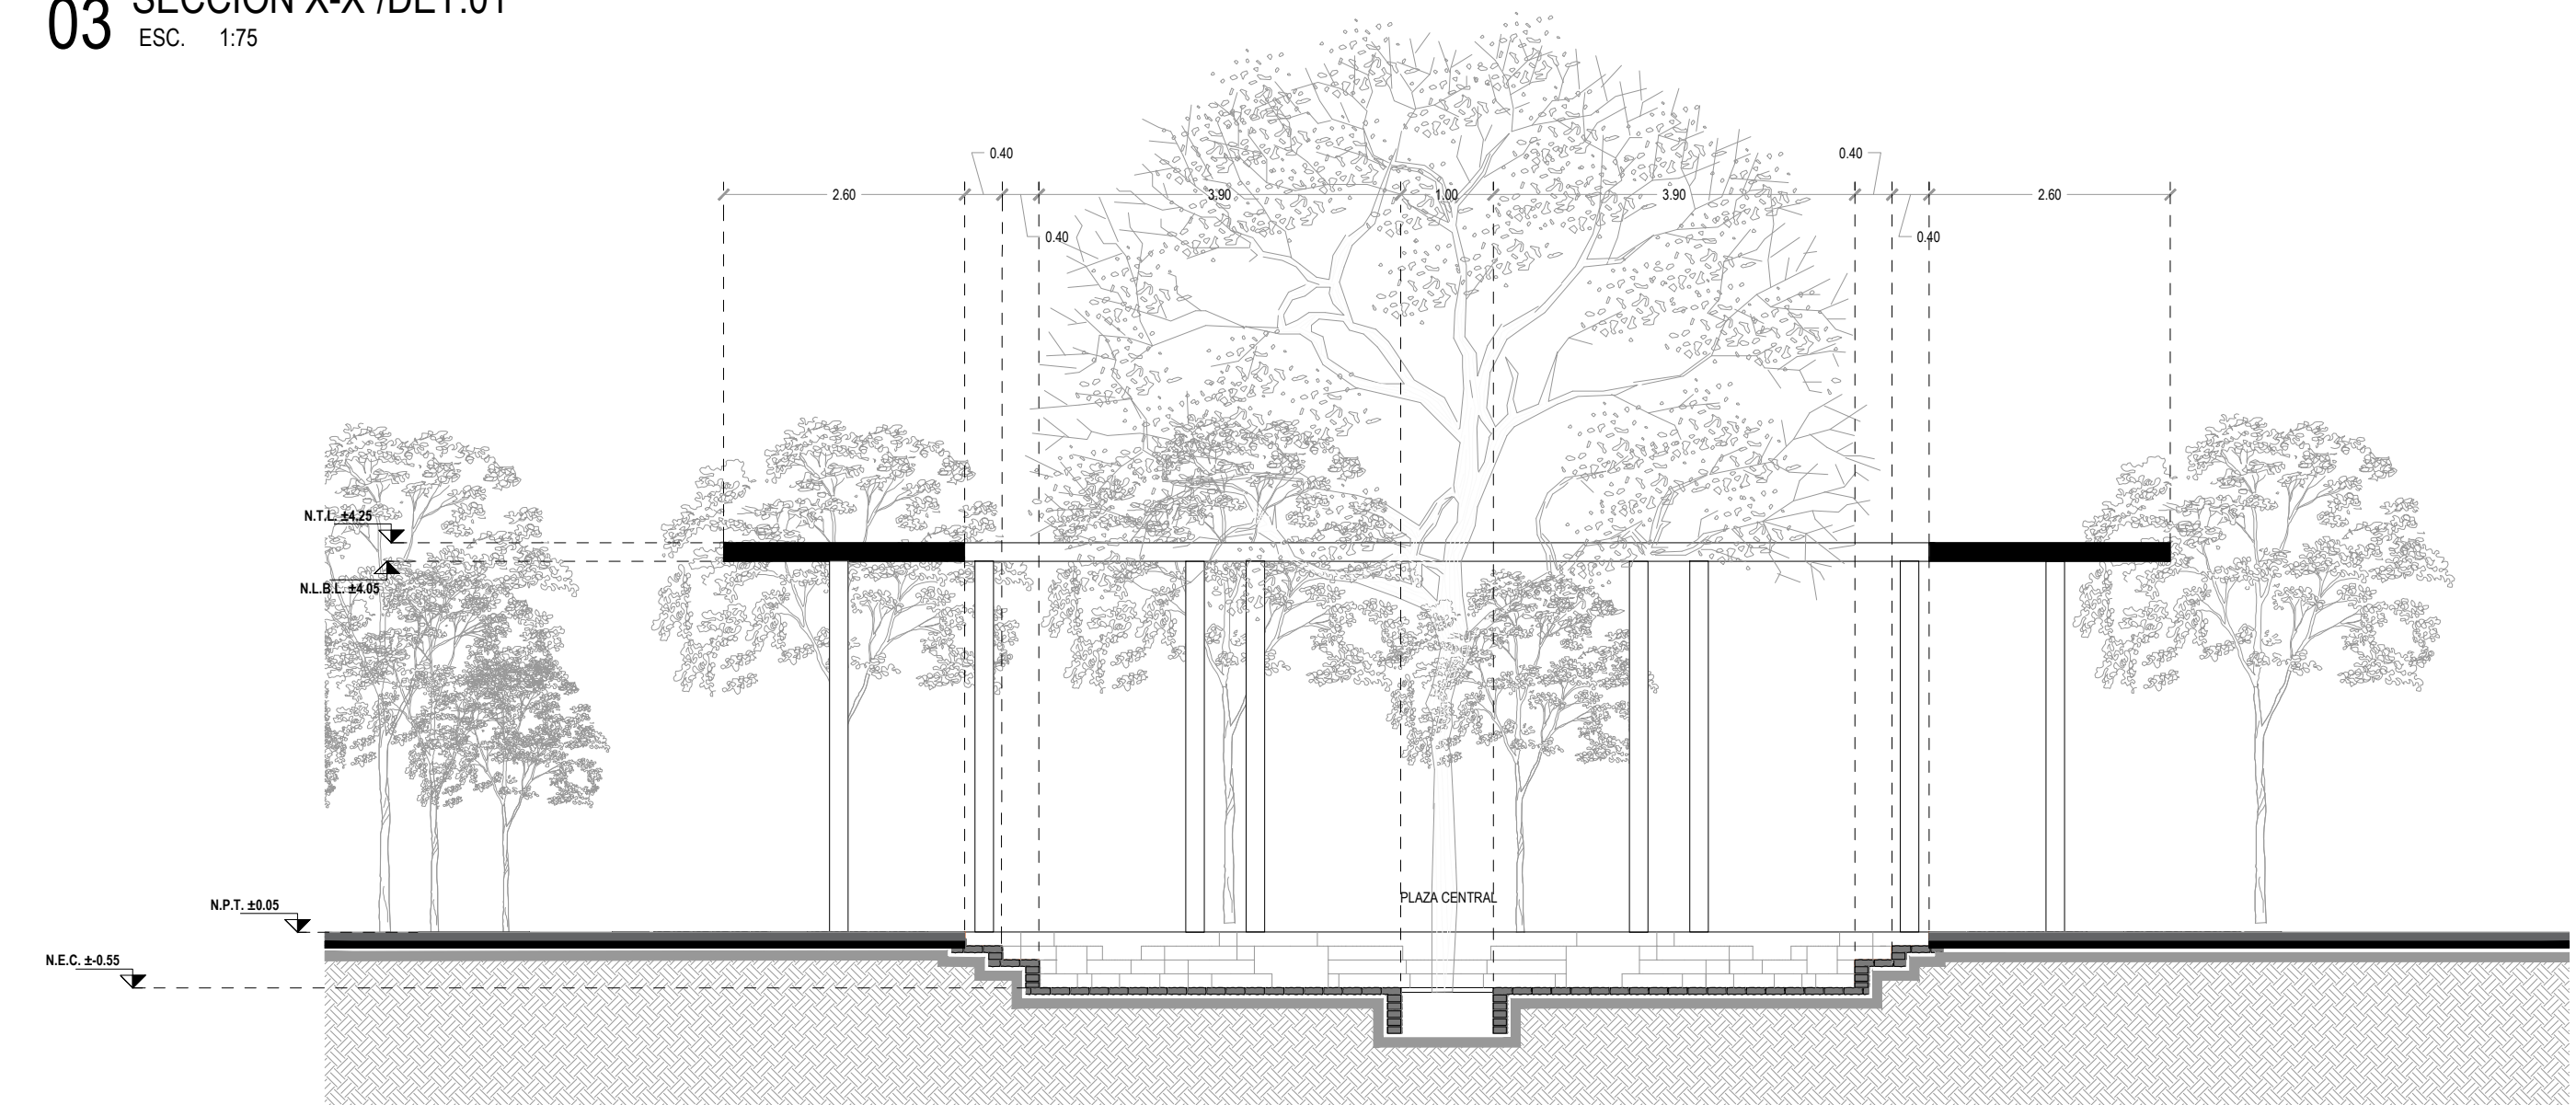 03
SECCIÓN X-X'/DET.01
ESC. 1:75
0.40
0.40
2.60
3.90
1.00
3.90
2.60
0.40
0.40
N.T.L. ±4.25
N.L.B.L. ±4.05
PLAZA CENTRAL
N.P.T. ±0.05
N.E.C. ±-0.55